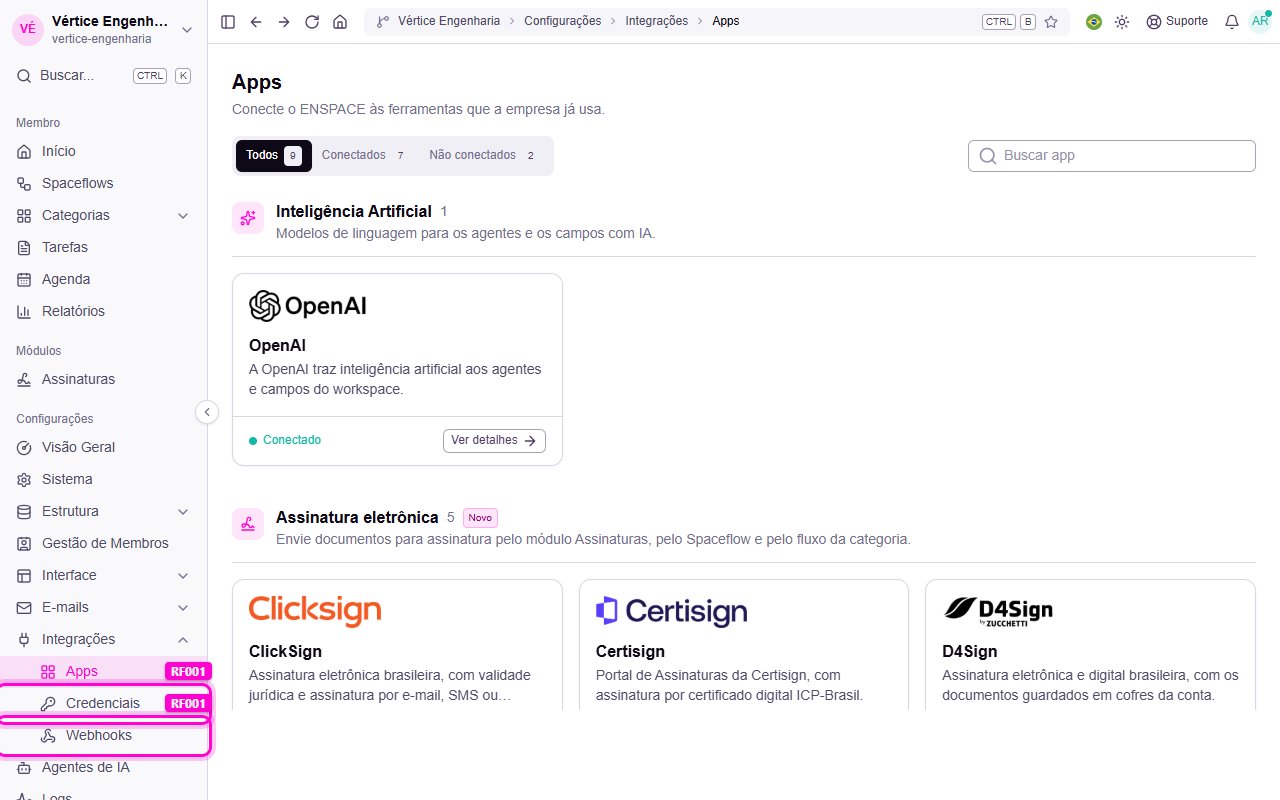 VÉ
Vértice Engenh...
vertice-engenharia
Buscar...
CTRL K
Membro
Início
Spaceflows
Categorias
Tarefas
Agenda
Relatórios
Módulos
Assinaturas
Configurações
Visão Geral
Sistema
Estrutura
Gestão de Membros
Interface
E-mails
Integrações
Apps
RF001
Credenciais
RF001
Webhooks
Agentes de IA
Logs
Vértice Engenharia
Configurações
Integrações
Apps
CTRL B
Suporte
AR
Apps
Conecte o ENSPACE às ferramentas que a empresa já usa.
Todos 9
Conectados 7
Não conectados 2
Buscar app
Inteligência Artificial 1
Modelos de linguagem para os agentes e os campos com IA.
OpenAI
OpenAI
A OpenAI traz inteligência artificial aos agentes
e campos do workspace.
Conectado
Ver detalhes
Assinatura eletrônica 5 Novo
Envie documentos para assinatura pelo módulo Assinaturas, pelo Spaceflow e pelo fluxo da categoria.
Clicksign
ClickSign
Assinatura eletrônica brasileira, com validade
jurídica e assinatura por e-mail, SMS ou...
Certisign
Certisign
Portal de Assinaturas da Certisign, com
assinatura por certificado digital ICP-Brasil.
D4Sign
by ZUCCHETTI
D4Sign
Assinatura eletrônica e digital brasileira, com os
documentos guardados em cofres da conta.